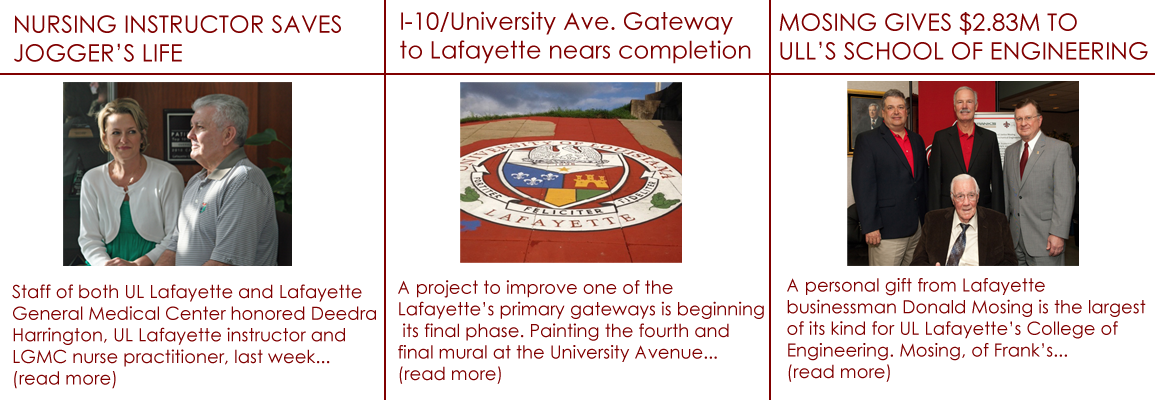 NURSING INSTRUCTOR SAVES
JOGGER'S LIFE
Staff of both UL Lafayette and Lafayette
General Medical Center honored Deedra
Harrington, UL Lafayette instructor and
LGMC nurse practitioner, last week...
(read more)
I-10/University Ave. Gateway
to Lafayette nears completion
UNIVERSITY OF LOUISIANA
FORTITER FELICITER FIDELITER
LAFAYETTE
A project to improve one of the
Lafayette's primary gateways is beginning
its final phase. Painting the fourth and
final mural at the University Avenue...
(read more)
MOSING GIVES $2.83M TO
ULL'S SCHOOL OF ENGINEERING
A personal gift from Lafayette
businessman Donald Mosing is the largest
of its kind for UL Lafayette's College of
Engineering. Mosing, of Frank's...
(read more)